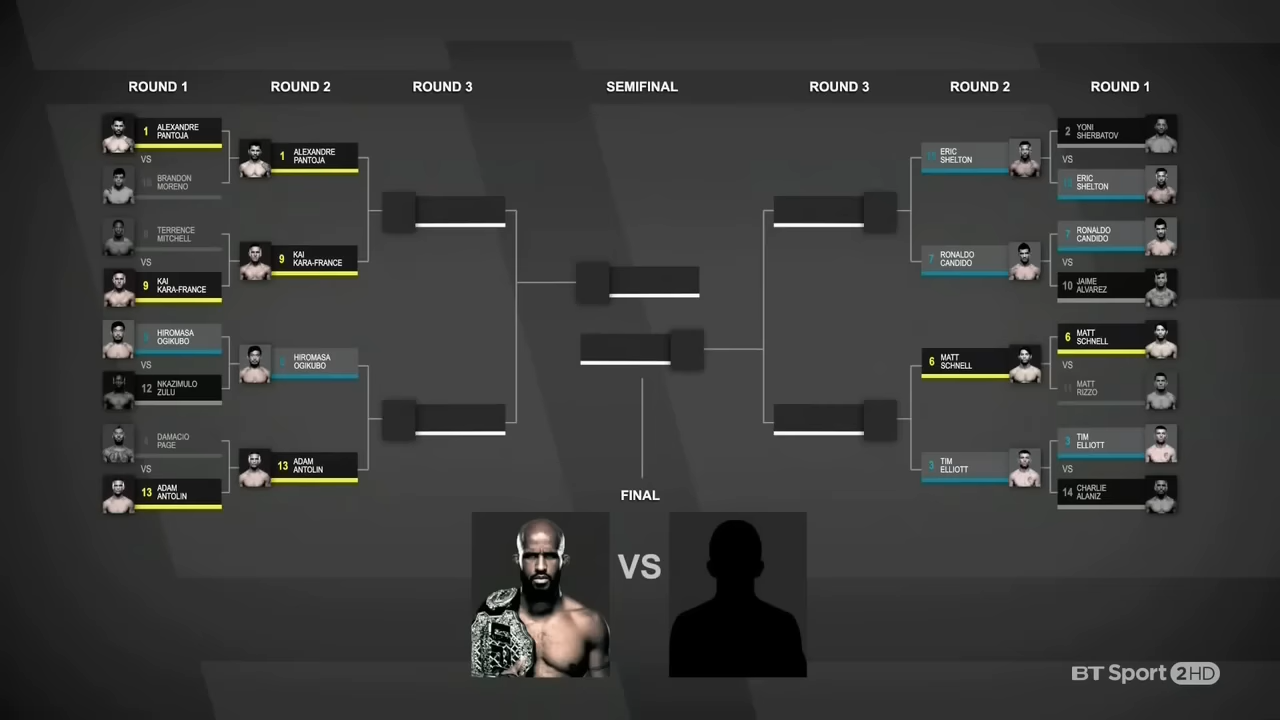 ROUND 1
ROUND 2
ROUND 3
SEMIFINAL
ROUND 3
ROUND 2
ROUND 1
1
ALEXANDRE
PANTOJA
VS
BRANDON
MORENO
TERRENCE
MITCHELL
VS
9
KAI
KARA-FRANCE
HIROMASA
OGIKUBO
VS
12
NKAZIMULO
ZULU
DAMACIO
PAGE
VS
13
ADAM
ANTOLIN
1
ALEXANDRE
PANTOJA
9
KAI
KARA-FRANCE
HIROMASA
OGIKUBO
13
ADAM
ANTOLIN
ERIC
SHELTON
7
RONALDO
CANDIDO
6
MATT
SCHNELL
3
TIM
ELLIOTT
2
YONI
SHERBATOV
VS
ERIC
SHELTON
7
RONALDO
CANDIDO
VS
10
JAIME
ALVAREZ
6
MATT
SCHNELL
VS
MATT
RIZZO
3
TIM
ELLIOTT
VS
14
CHARLIE
ALANIZ
FINAL
VS
BT Sport 2HD